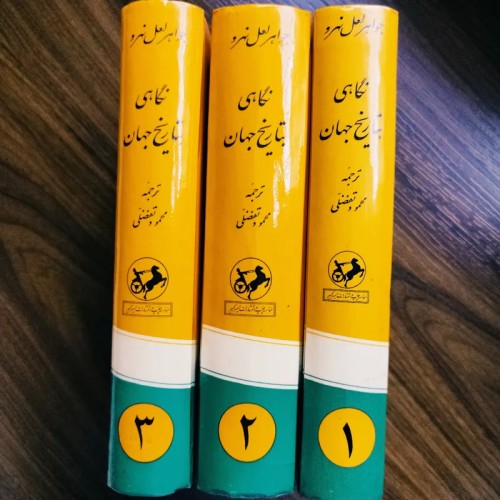 جواهر لعل نهرو
نگاهی
بتاریخ جهان
ترجمه
محمود تفضلی
۱
جواهر لعل نهرو
نگاهی
بتاریخ جهان
ترجمه
محمود تفضلی
۲
جواهر لعل نهرو
نگاهی
بتاریخ جهان
ترجمه
محمود تفضلی
۳